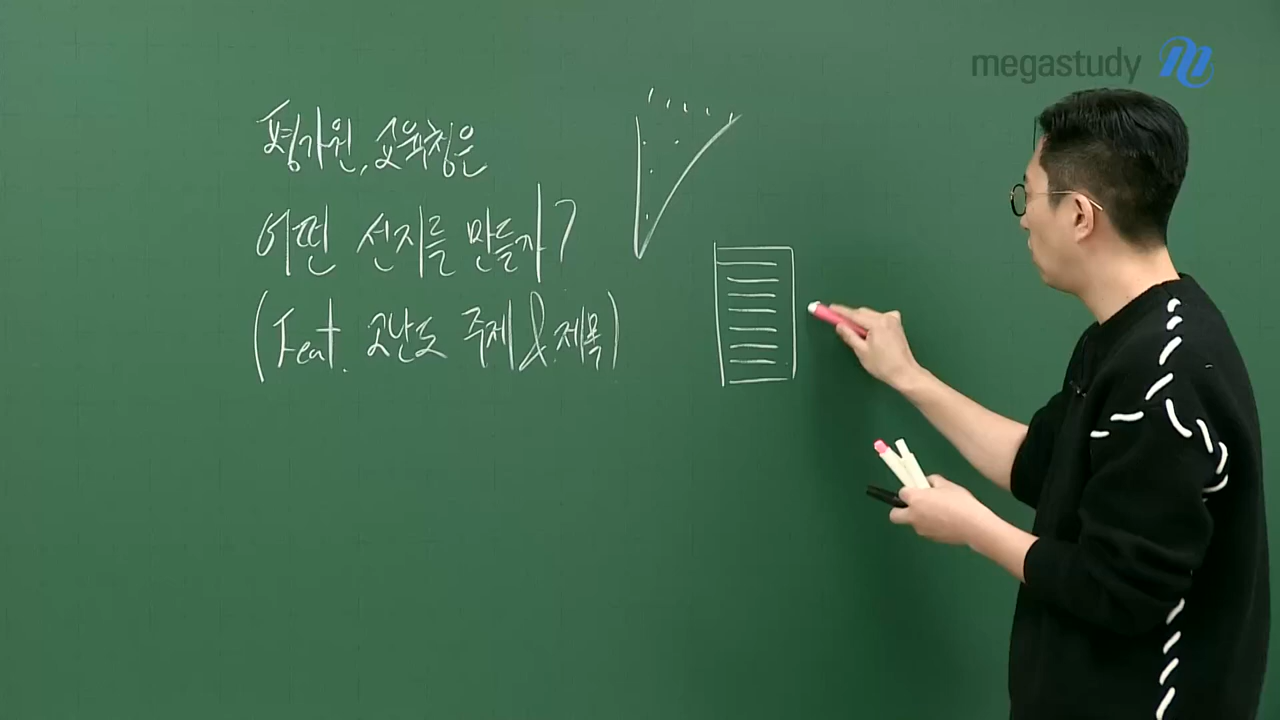 megastudy
평가원, 교육청은
어떤 선지를 만들까?
(Feat. 고난도 주제 & 제목)